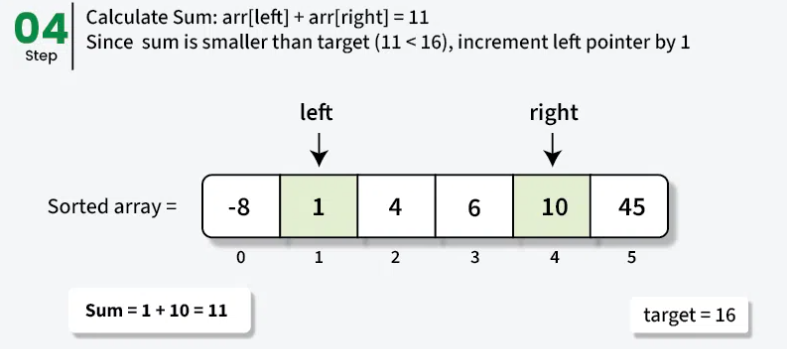 04
Step
Calculate Sum: arr[left] + arr[right] = 11
Since sum is smaller than target (11 < 16), increment left pointer by 1
left right
Sorted array = -8 1 4 6 10 45
0 1 2 3 4 5
Sum = 1 + 10 = 11
target = 16